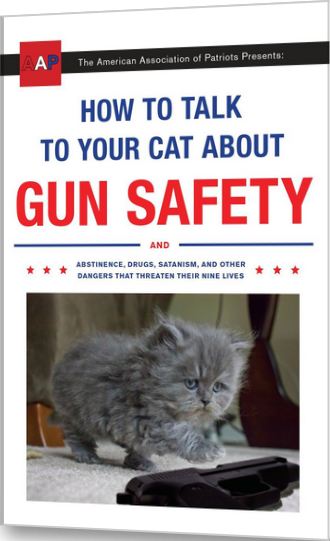 AAP
The American Association of Patriots Presents:
HOW TO TALK
TO YOUR CAT ABOUT
GUN SAFETY
AND
ABSTINENCE, DRUGS, SATANISM, AND OTHER
DANGERS THAT THREATEN THEIR NINE LIVES